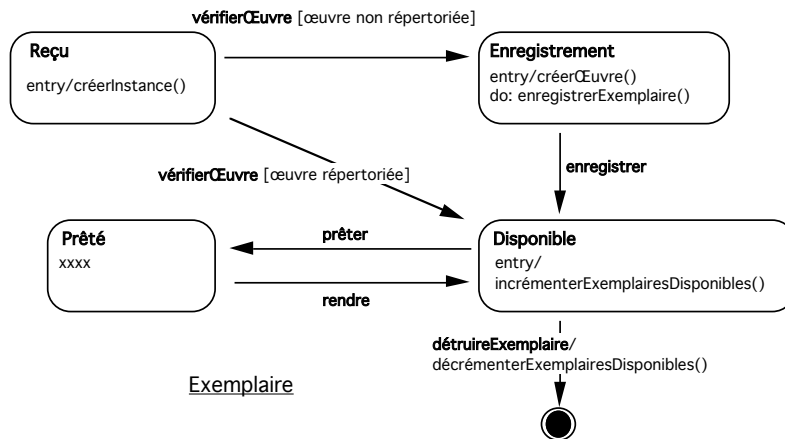 vérifierŒuvre [œuvre non répertoriée]
Reçu
entry/créerInstance()
Enregistrement
entry/créerŒuvre()
do: enregistrerExemplaire()
enregistrer
vérifierŒuvre [œuvre répertoriée]
Prêté
xxxx
prêter
rendre
Disponible
entry/
incrémenterExemplairesDisponibles()
détruireExemplaire/
décrémenterExemplairesDisponibles()
Exemplaire